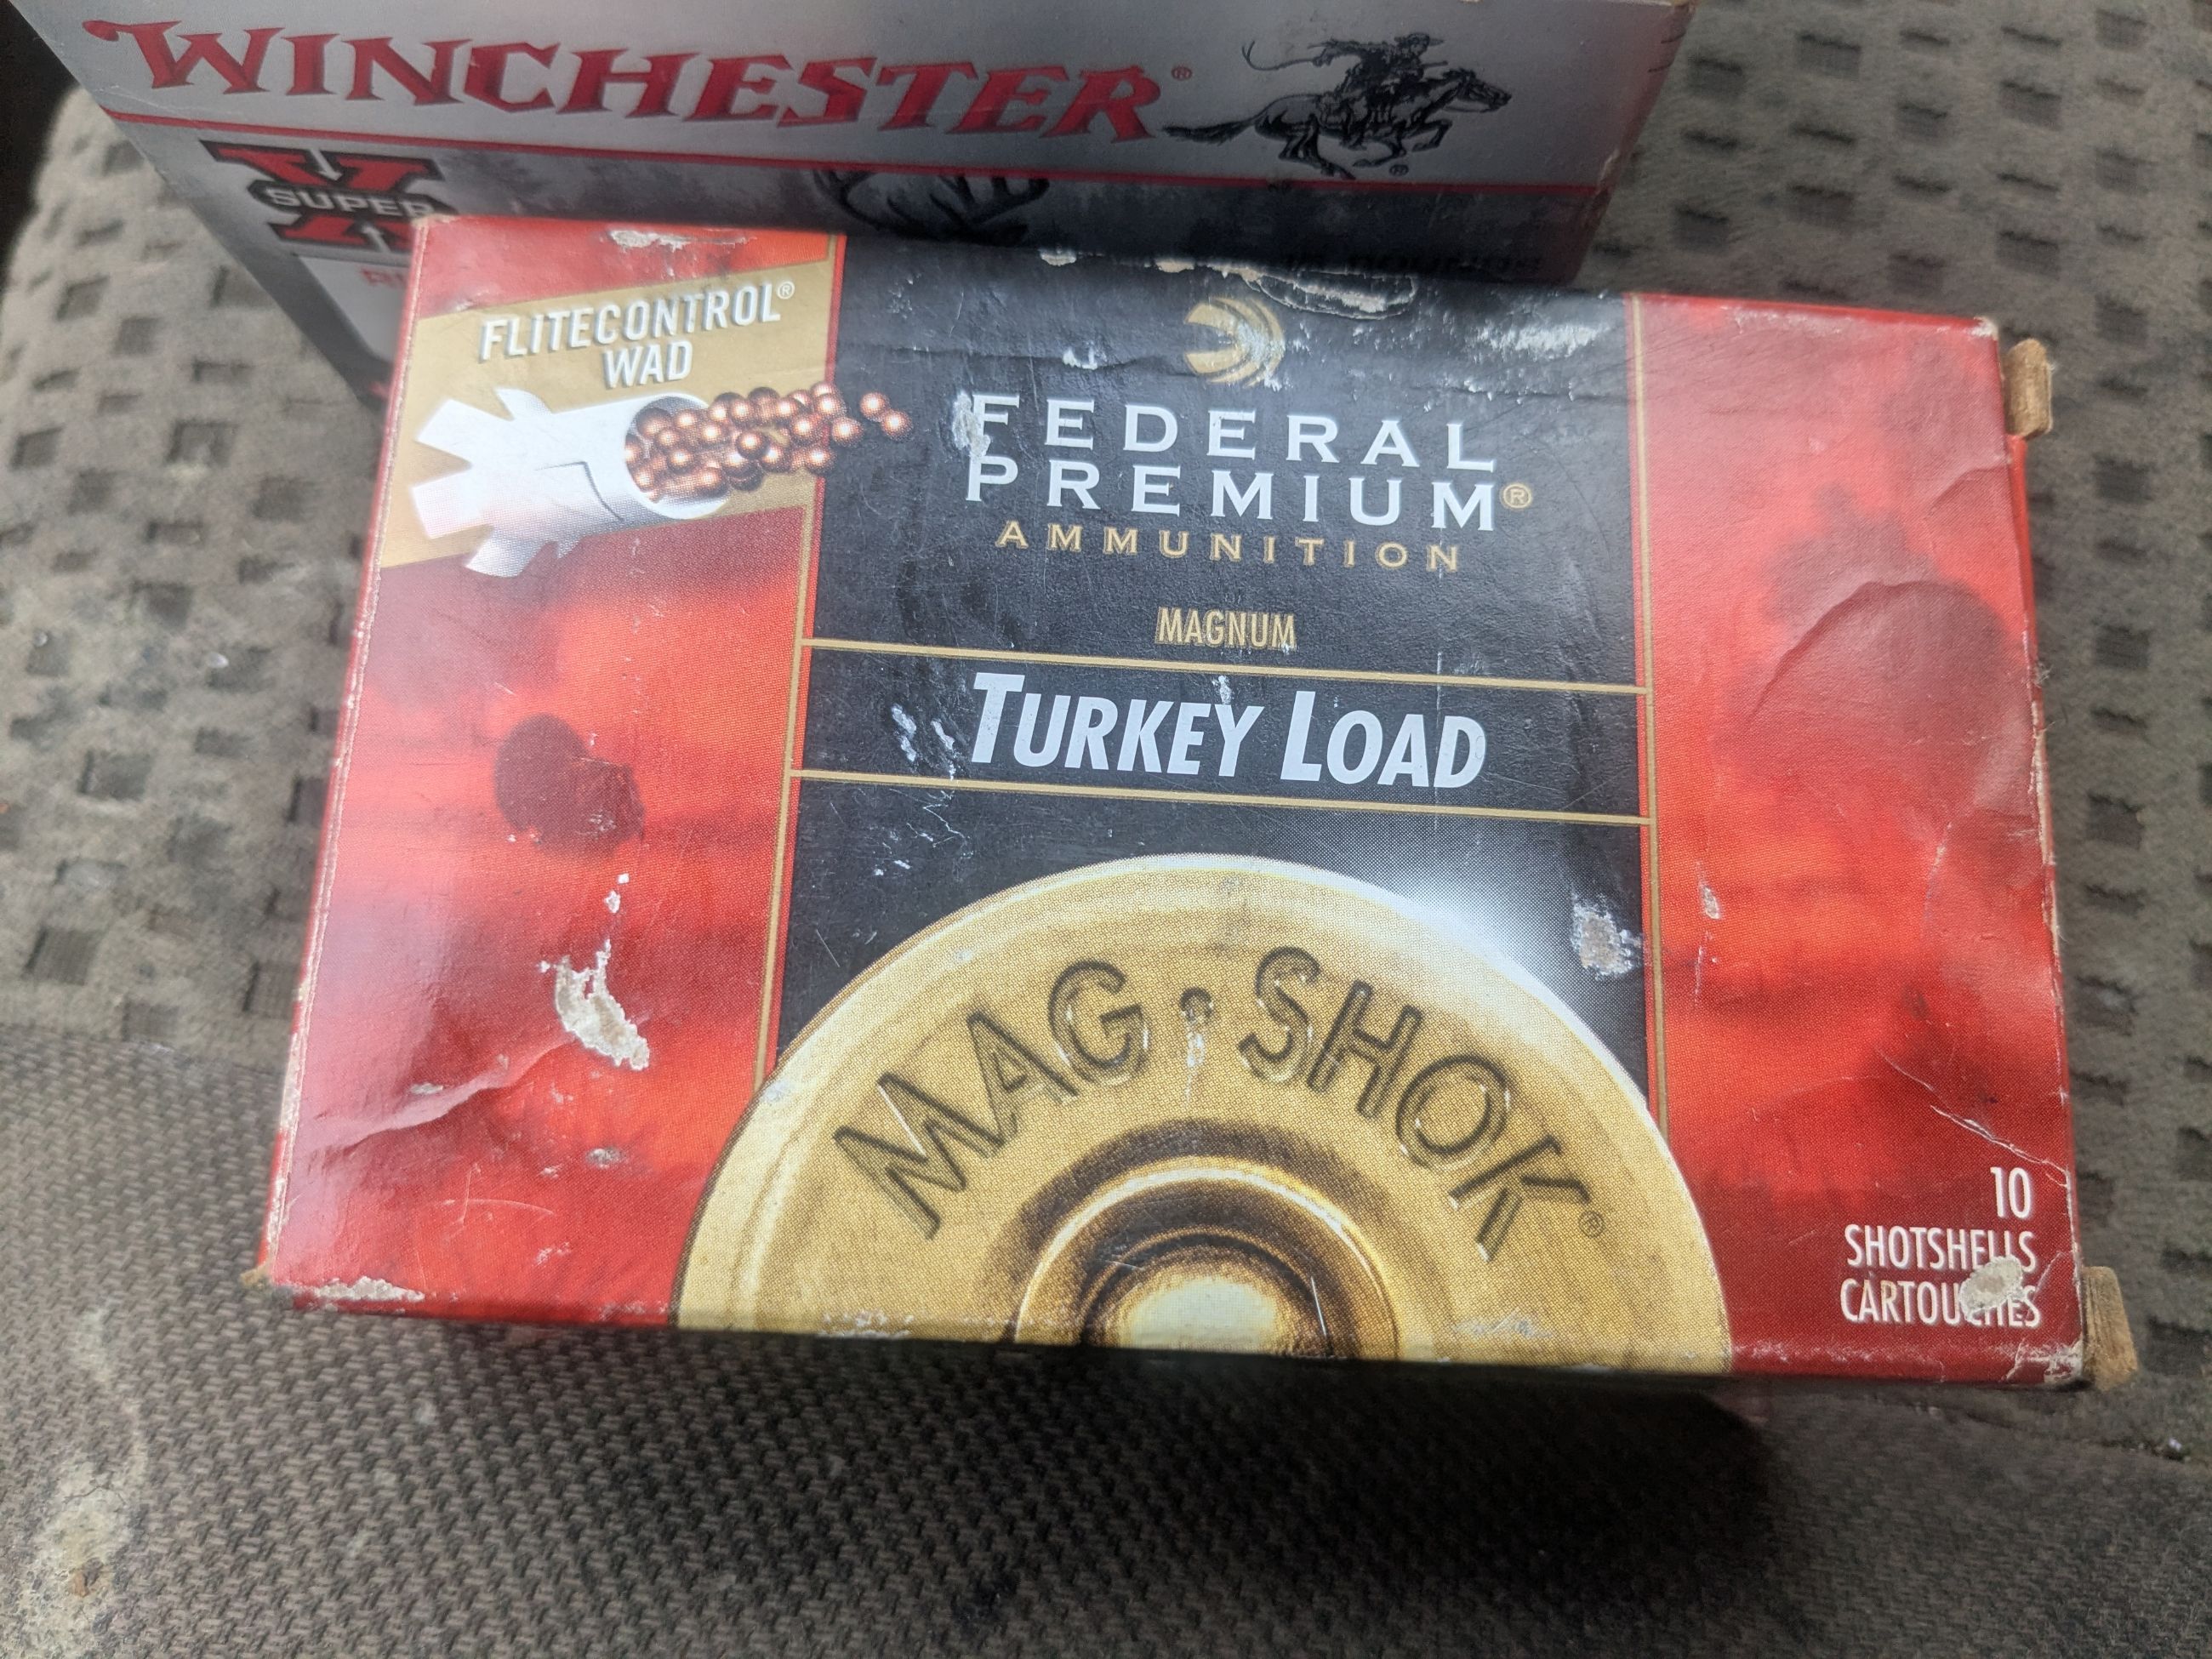 WINCHESTER®
SUPER X
®
FLITECONTROL®
WAD
FEDERAL
PREMIUM®
AMMUNITION
MAGNUM
TURKEY LOAD
MAG·SHOK®
10
SHOTSHELLS
CARTOUCHES